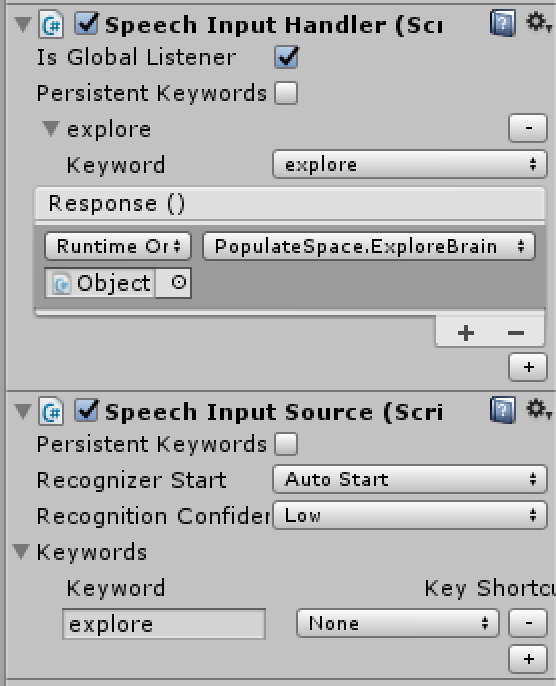 Speech Input Handler (Scri
Is Global Listener
Persistent Keywords
explore
-
Keyword explore
Response ()
Runtime Or PopulateSpace.ExploreBrain
Object
+ −
+
Speech Input Source (Scri
Persistent Keywords
Recognizer Start Auto Start
Recognition Confider Low
Keywords
Keyword Key Shortcu
explore None -
+